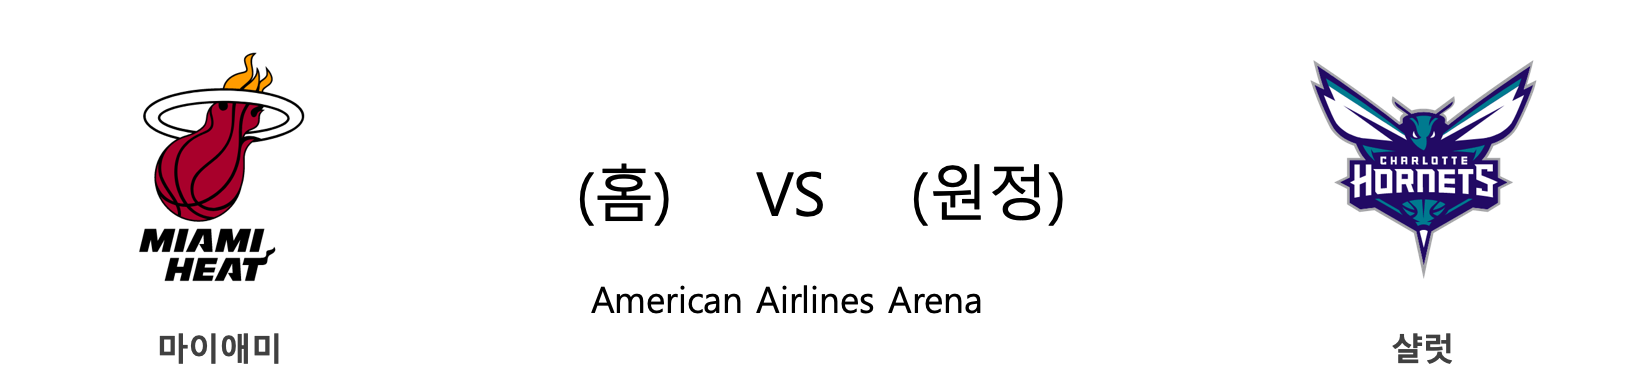 MIAMI
HEAT
마이애미
(홈) VS (원정)
American Airlines Arena
CHARLOTTE
HORNETS
샬럿